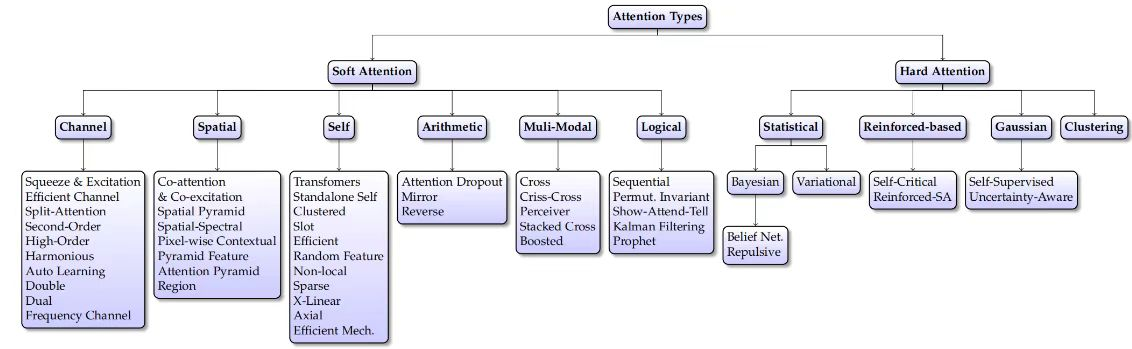 Attention Types
Soft Attention
Hard Attention
Channel
Spatial
Self
Arithmetic
Muli-Modal
Logical
Statistical
Reinforced-based
Gaussian
Clustering
Squeeze & Excitation
Efficient Channel
Split-Attention
Second-Order
High-Order
Harmonious
Auto Learning
Double
Dual
Frequency Channel
Co-attention
& Co-excitation
Spatial Pyramid
Spatial-Spectral
Pixel-wise Contextual
Pyramid Feature
Attention Pyramid
Region
Transfomers
Standalone Self
Clustered
Slot
Efficient
Random Feature
Non-local
Sparse
X-Linear
Axial
Efficient Mech.
Attention Dropout
Mirror
Reverse
Cross
Criss-Cross
Perceiver
Stacked Cross
Boosted
Sequential
Permut. Invariant
Show-Attend-Tell
Kalman Filtering
Prophet
Bayesian
Variational
Belief Net.
Repulsive
Self-Critical
Reinforced-SA
Self-Supervised
Uncertainty-Aware